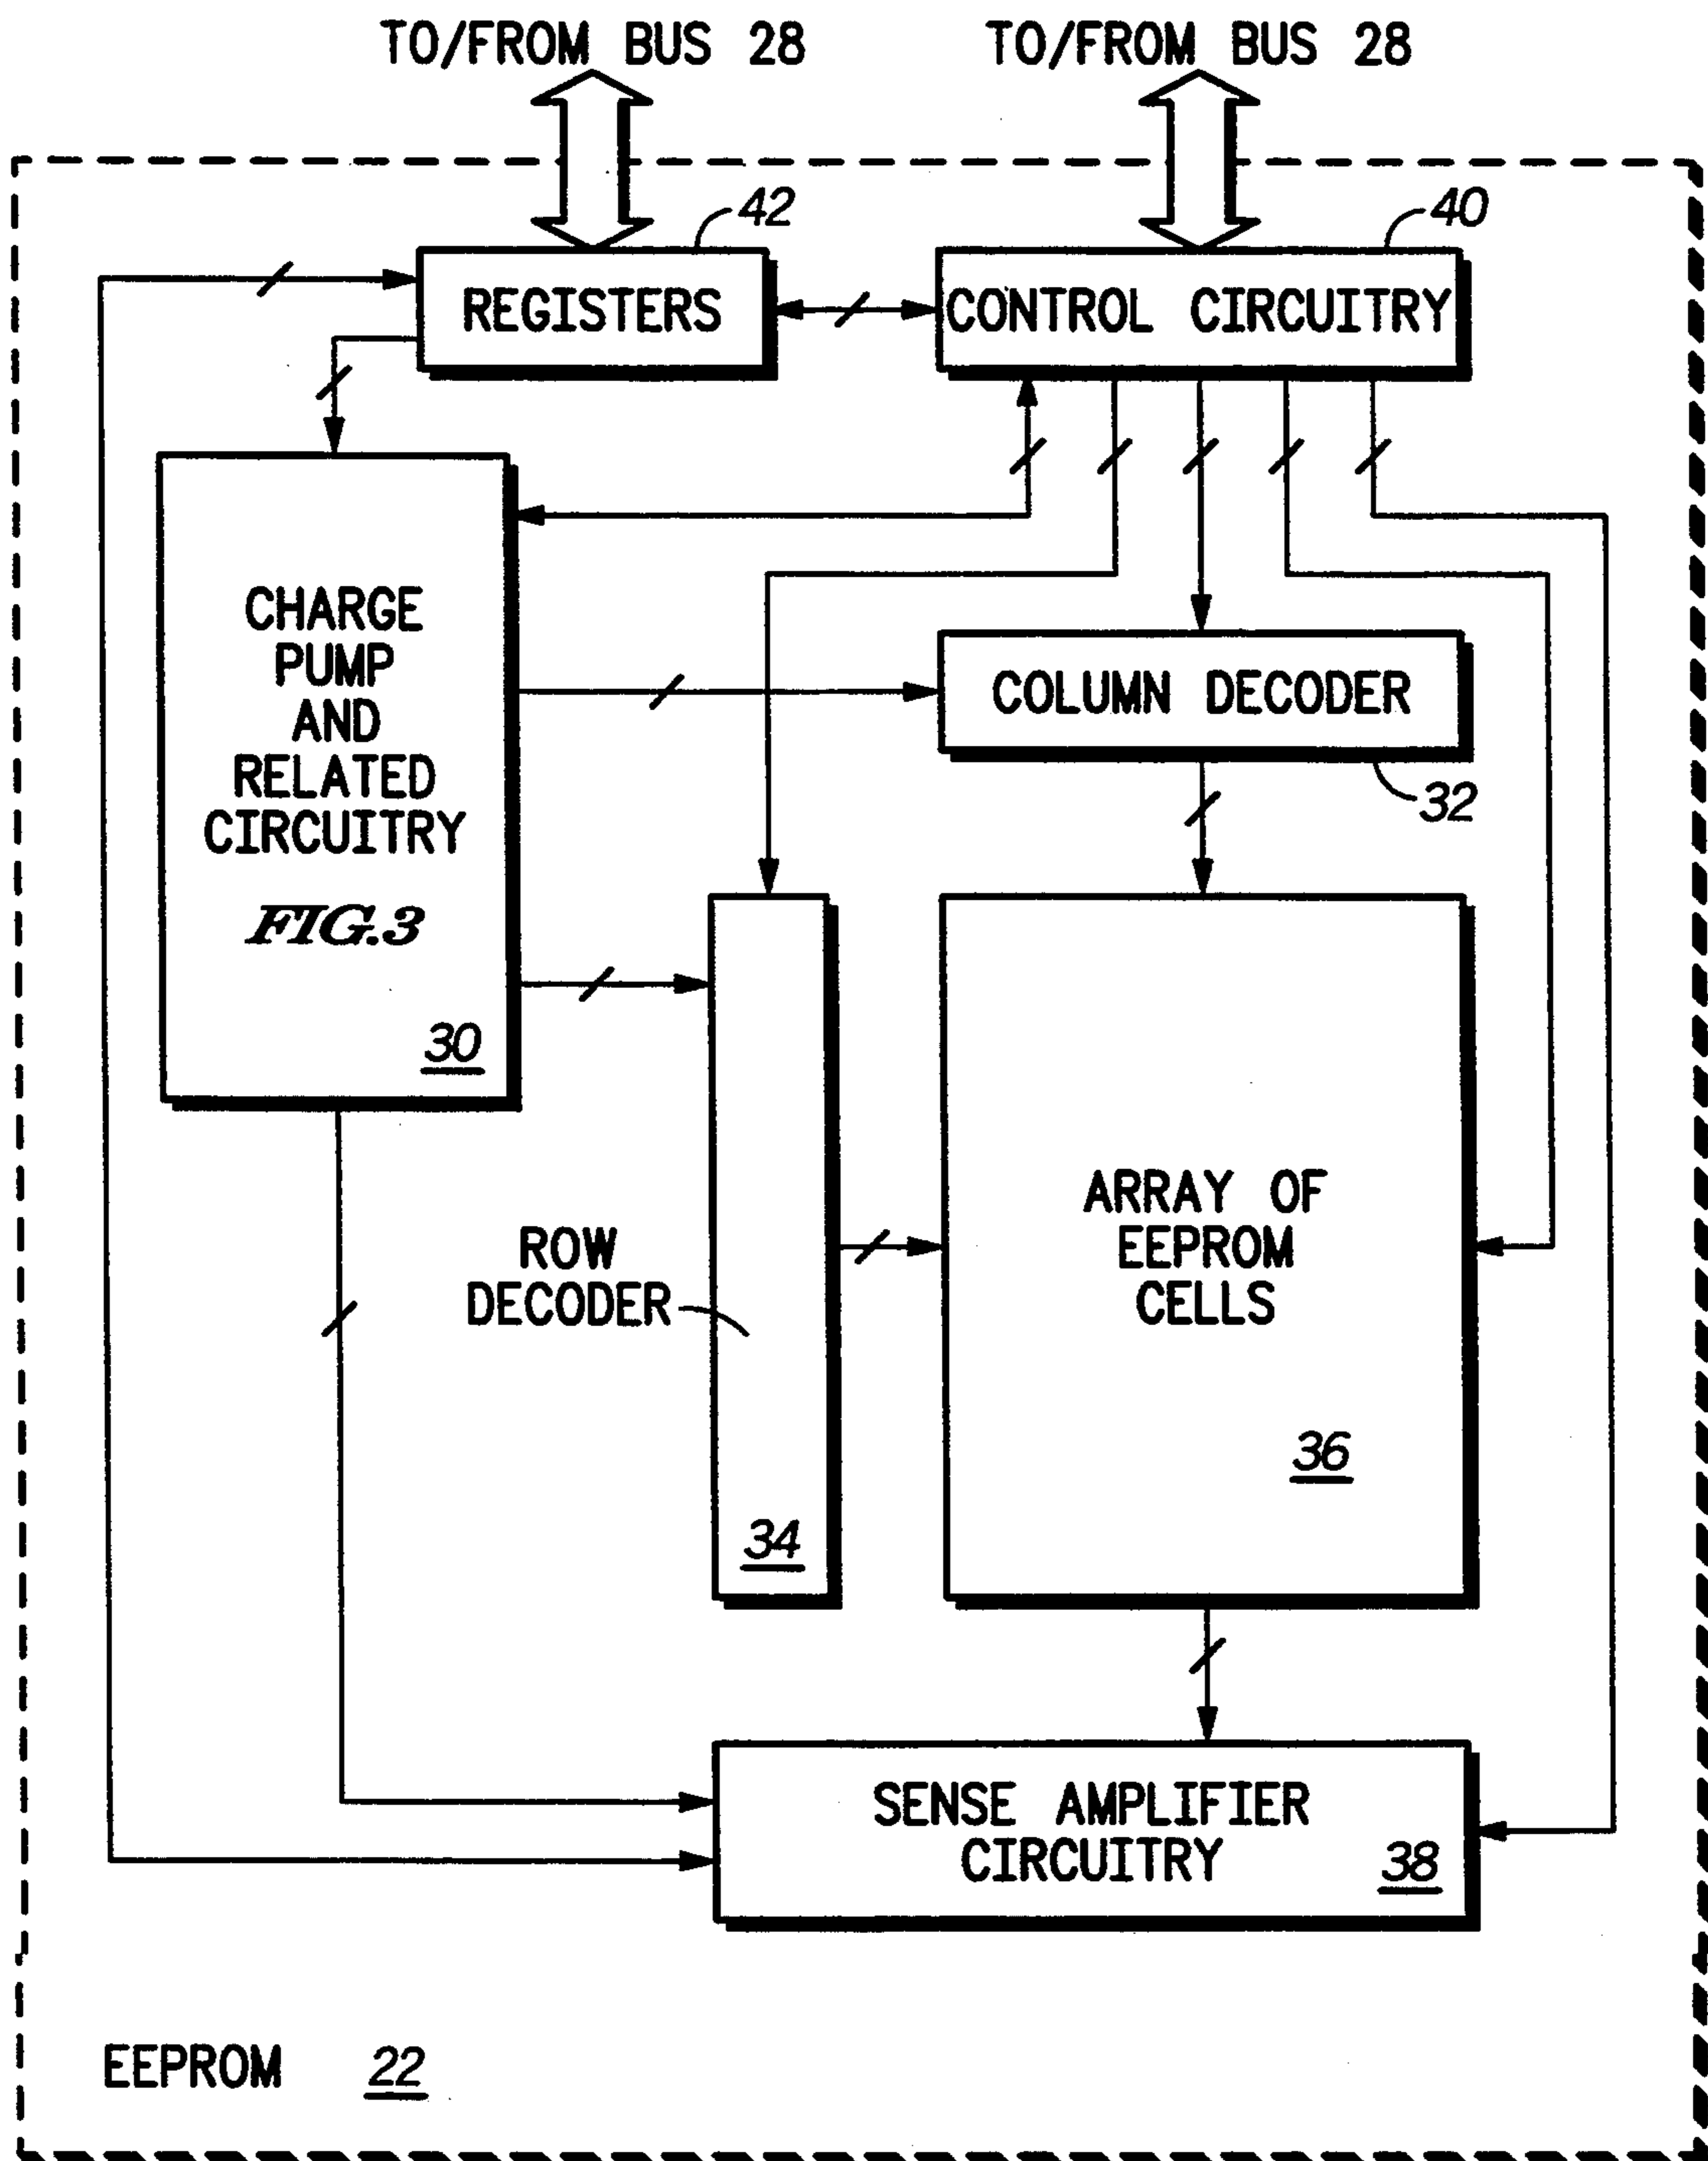 TO/FROM BUS 28
TO/FROM BUS 28
42
40
REGISTERS
CONTROL CIRCUITRY
CHARGE
PUMP
AND
RELATED
CIRCUITRY
FIG.3
30
COLUMN DECODER
32
ROW
DECODER
34
ARRAY OF
EEPROM
CELLS
36
SENSE AMPLIFIER
CIRCUITRY
38
EEPROM 22